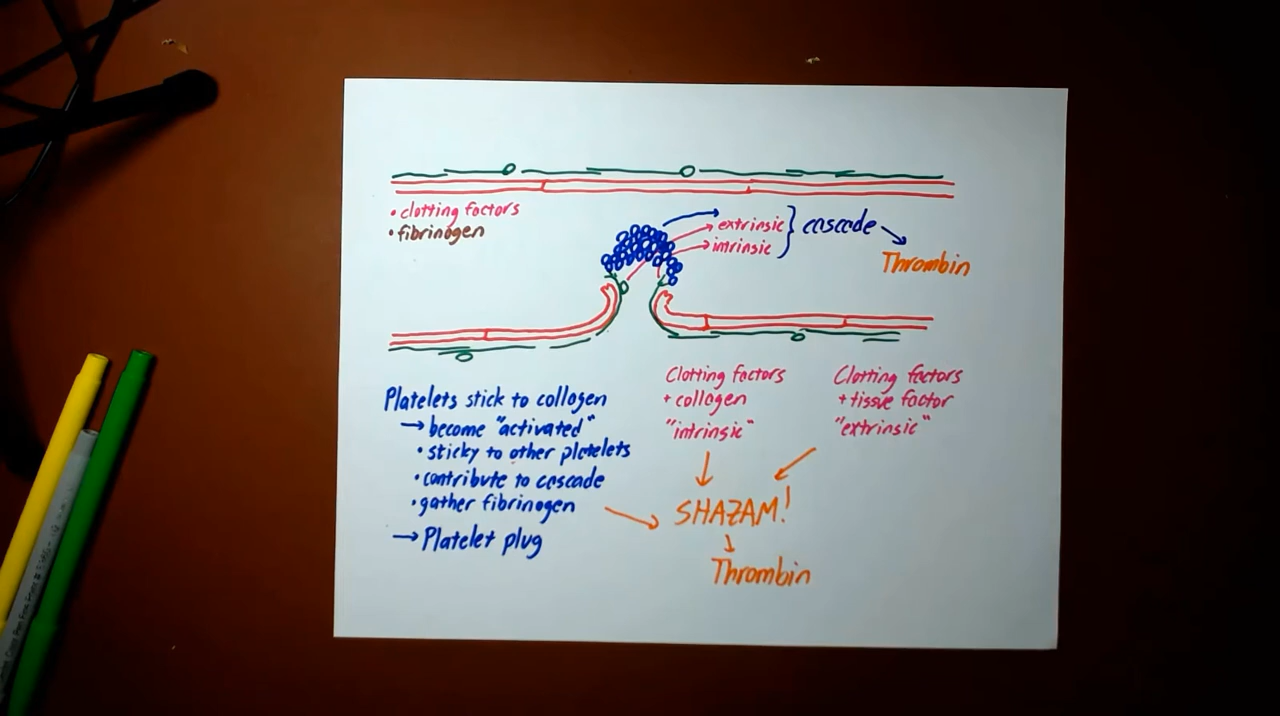 • clotting factors
• fibrinogen
extrinsic
intrinsic
} cascade
Thrombin
Platelets stick to collagen
→ become "activated"
• sticky to other platelets
• contribute to cascade
• gather fibrinogen
→ Platelet plug
Clotting factors
+ collagen
"intrinsic"
Clotting factors
+ tissue factor
"extrinsic"
SHAZAM!
Thrombin